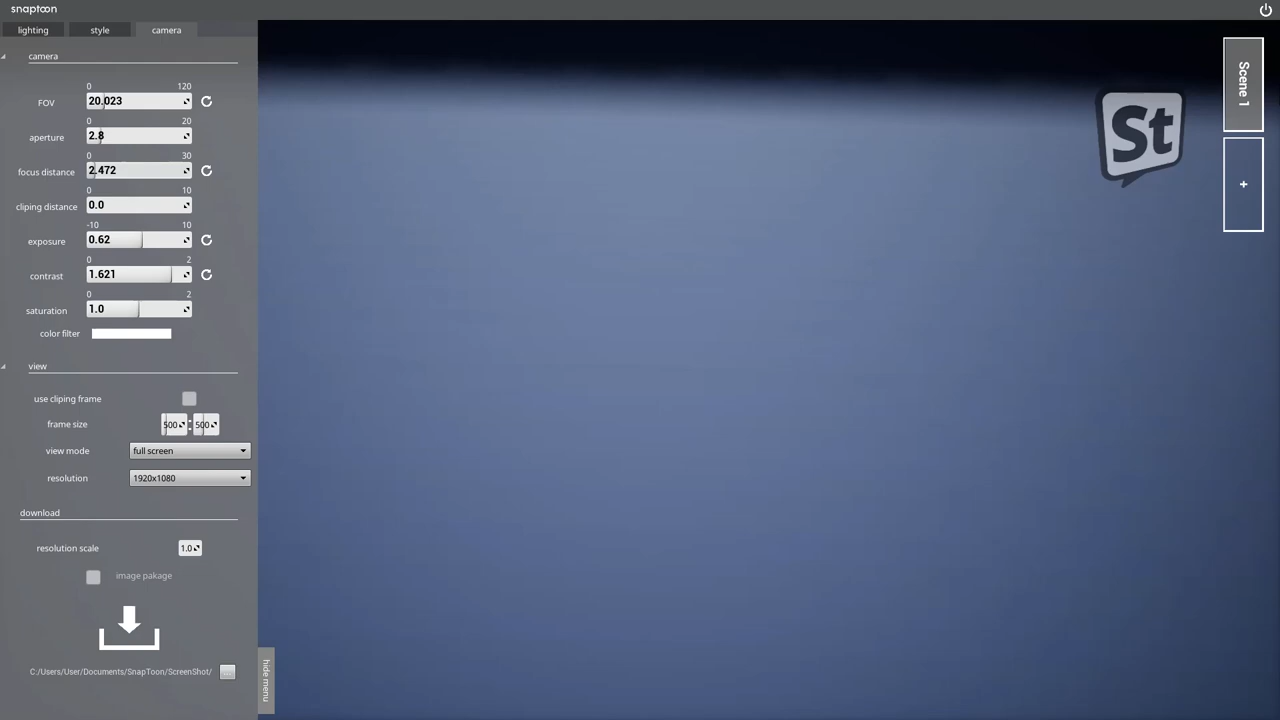 snaptoon
lighting style camera
camera
0 120
FOV 20.023
0 20
aperture 2.8
0 30
focus distance 2.472
0 10
cliping distance 0.0
-10 10
exposure 0.62
0 2
contrast 1.621
0 2
saturation 1.0
color filter
view
use cliping frame
frame size 500 : 500
view mode full screen
resolution 1920x1080
download
resolution scale 1.0
image pakage
C:/Users/User/Documents/SnapToon/ScreenShot/ ...
hide menu
St
Scene 1
+